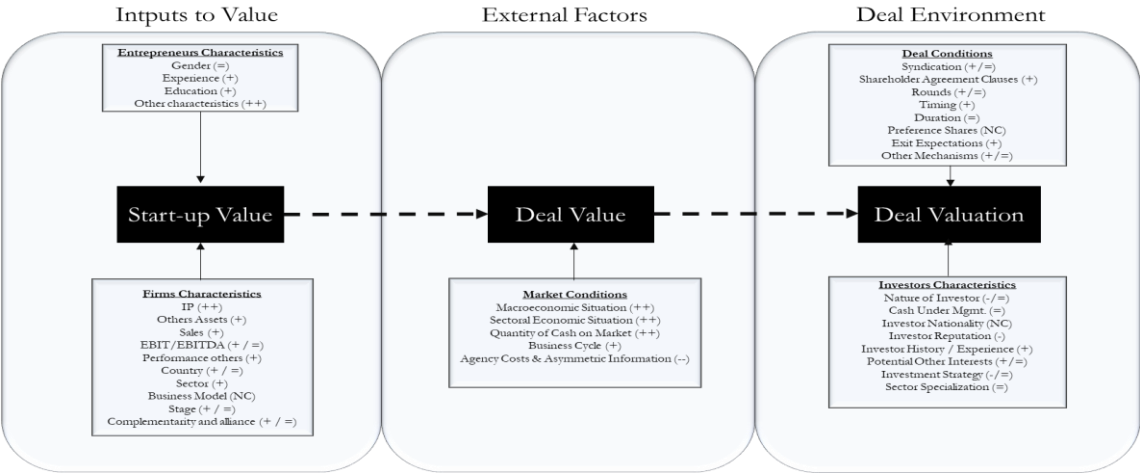 Intputs to Value
External Factors
Deal Environment
Entrepreneurs Characteristics
Gender (=)
Experience (+)
Education (+)
Other characteristics (++)
Start-up Value
Firms Characteristics
IP (++)
Others Assets (+)
Sales (+)
EBIT/EBITDA (+ / =)
Performance others (+)
Country (+ / =)
Sector (+)
Business Model (NC)
Stage (+ / =)
Complementarity and alliance (+ / =)
Deal Value
Market Conditions
Macroeconomic Situation (++)
Sectoral Economic Situation (++)
Quantity of Cash on Market (++)
Business Cycle (+)
Agency Costs & Asymmetric Information (--)
Deal Conditions
Syndication (+/=)
Shareholder Agreement Clauses (+)
Rounds (+/=)
Timing (+)
Duration (=)
Preference Shares (NC)
Exit Expectations (+)
Other Mechanisms (+/=)
Deal Valuation
Investors Characteristics
Nature of Investor (-/=)
Cash Under Mgmt. (=)
Investor Nationality (NC)
Investor Reputation (-)
Investor History / Experience (+)
Potential Other Interests (+/=)
Investment Strategy (-/=)
Sector Specialization (=)